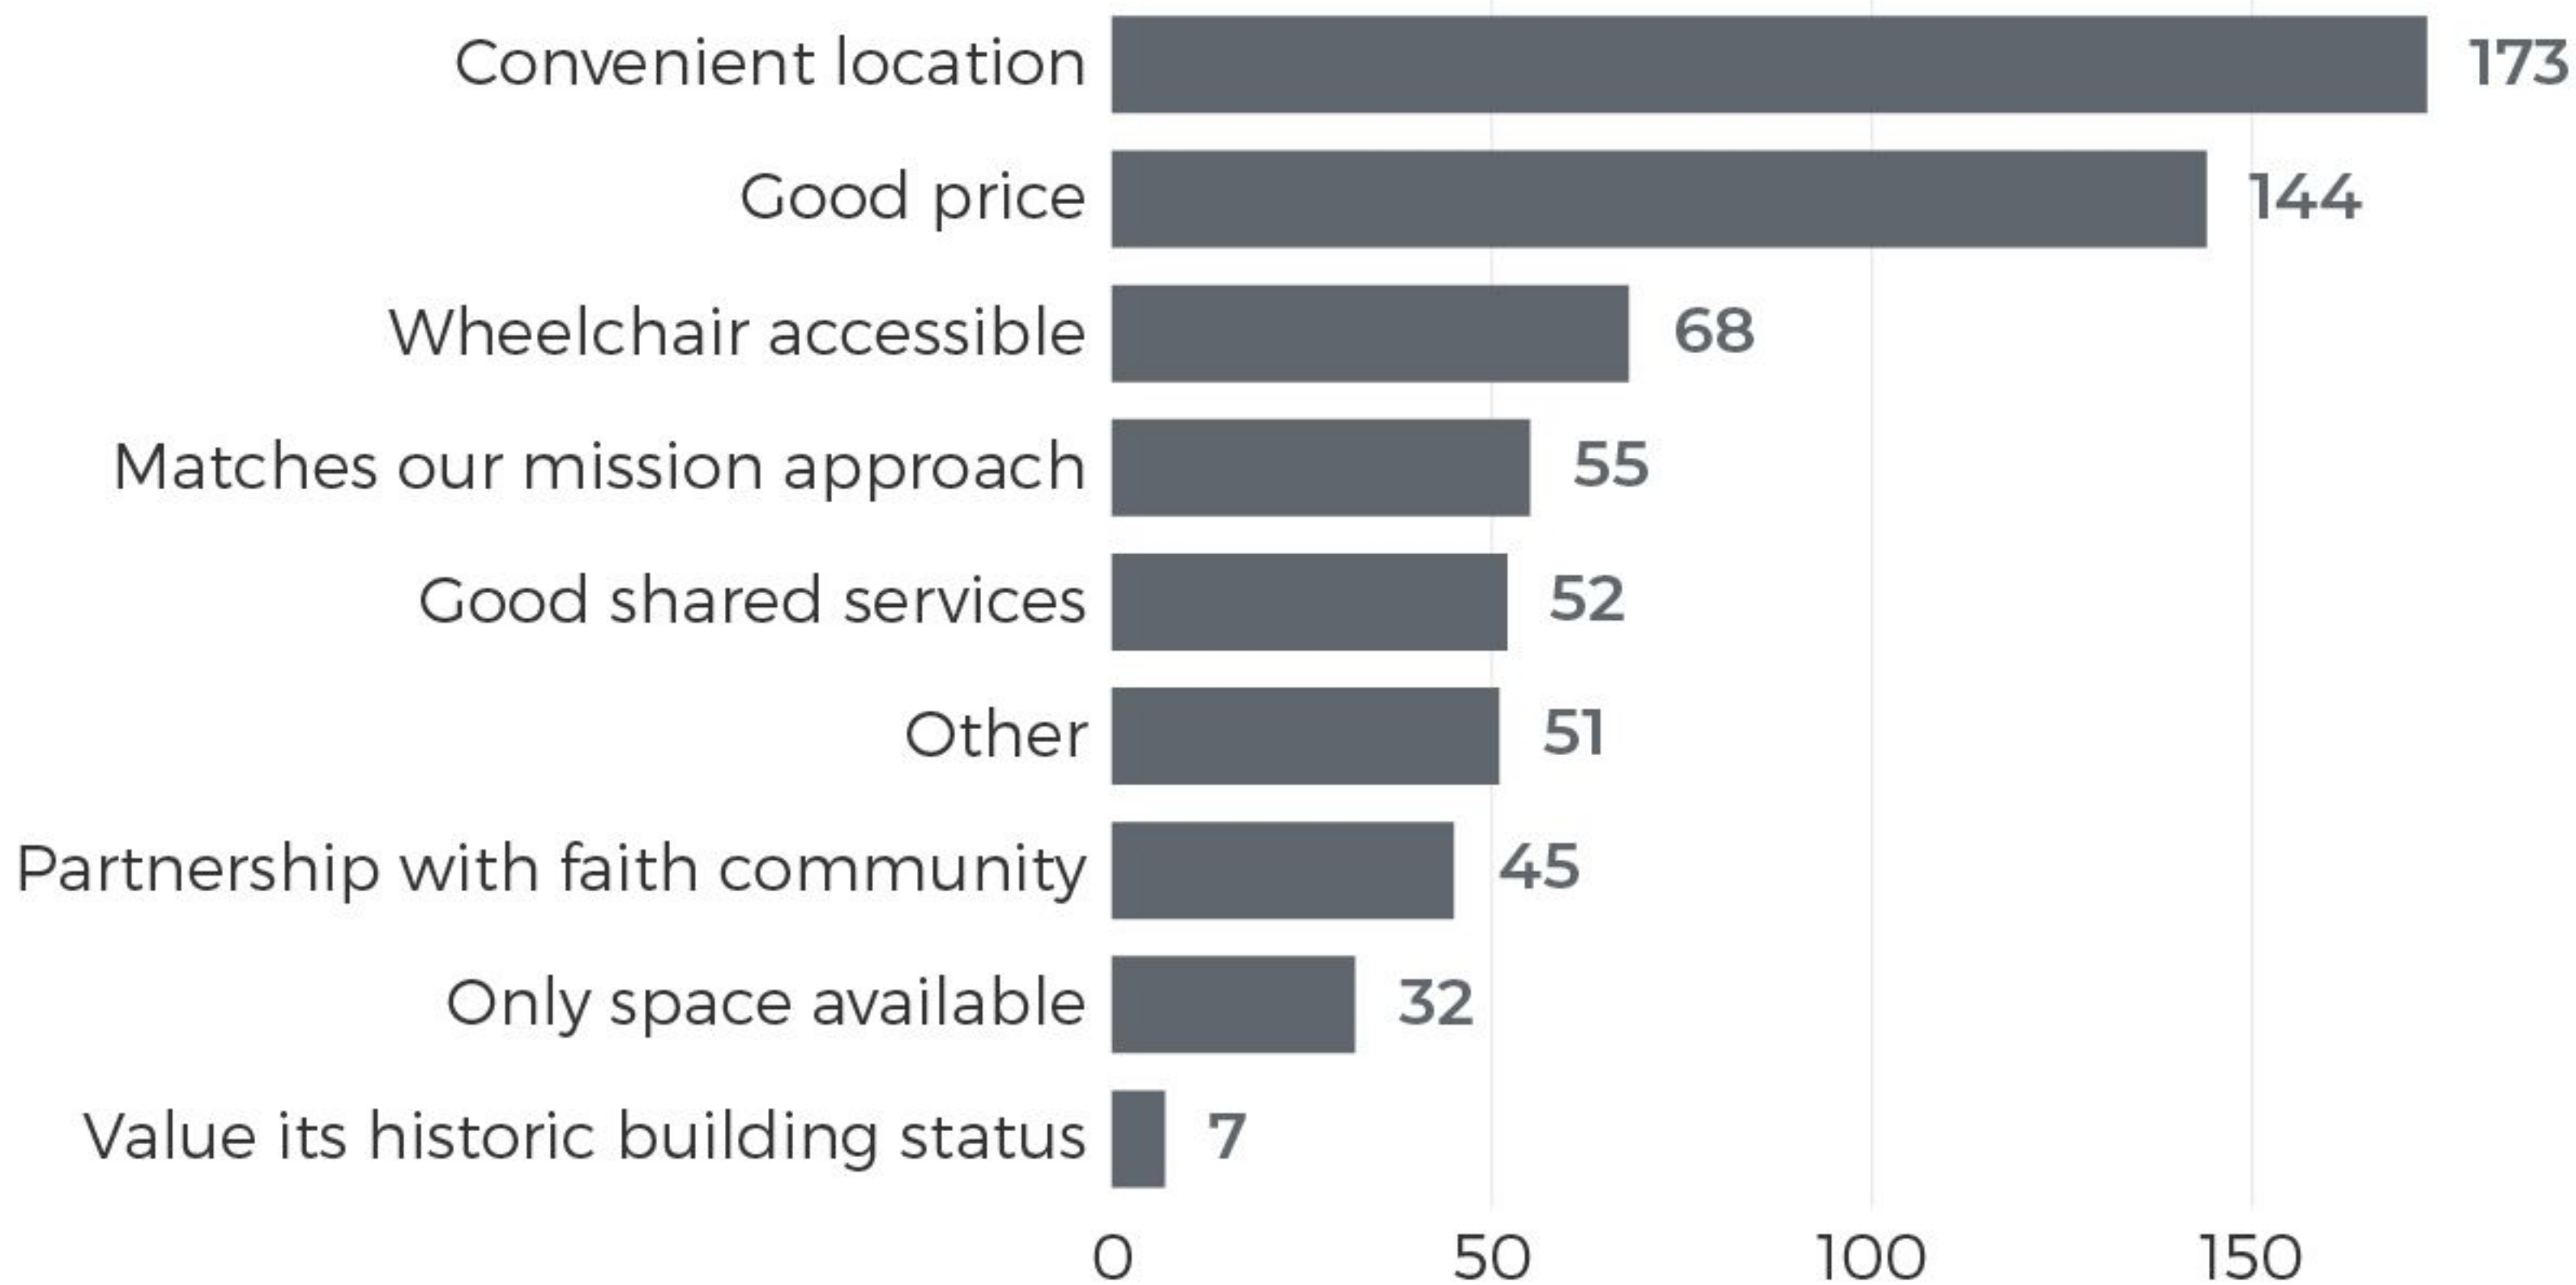 Convenient location 173
Good price 144
Wheelchair accessible 68
Matches our mission approach 55
Good shared services 52
Other 51
Partnership with faith community 45
Only space available 32
Value its historic building status 7
0 50 100 150